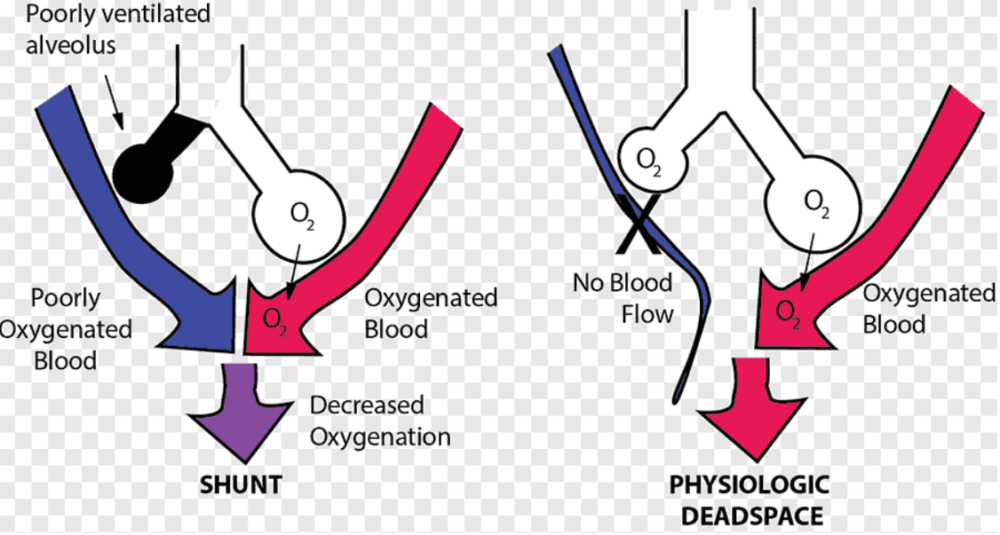 Poorly ventilated
alveolus
O2
O2
Poorly
Oxygenated
Blood
Oxygenated
Blood
Decreased
Oxygenation
SHUNT
O2
O2
No Blood
Flow
O2
Oxygenated
Blood
PHYSIOLOGIC
DEADSPACE